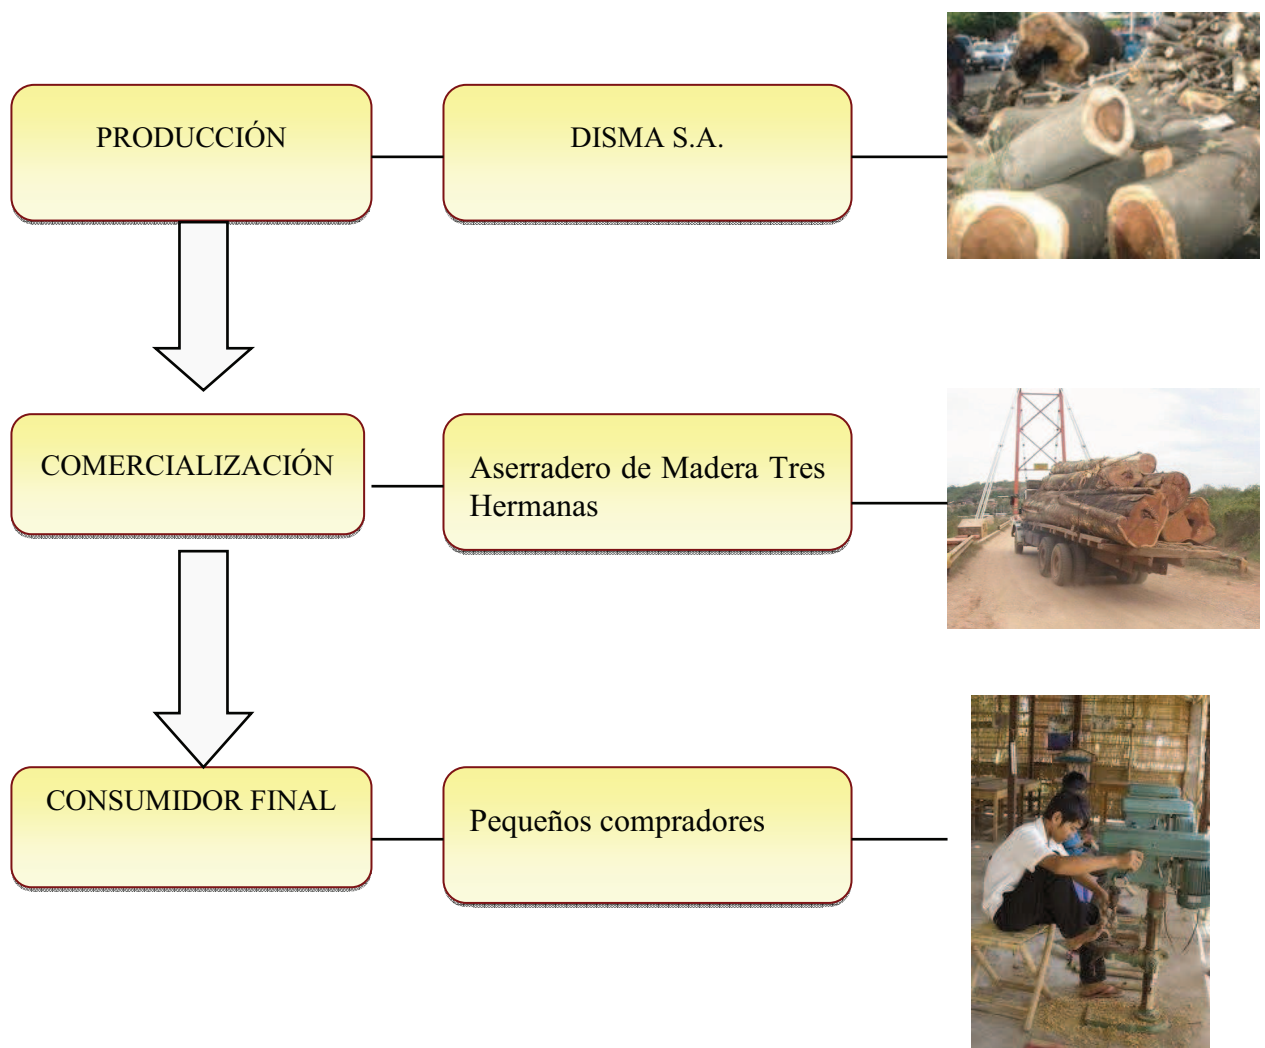 PRODUCCIÓN
DISMA S.A.
COMERCIALIZACIÓN
Aserradero de Madera Tres
Hermanas
CONSUMIDOR FINAL
Pequeños compradores